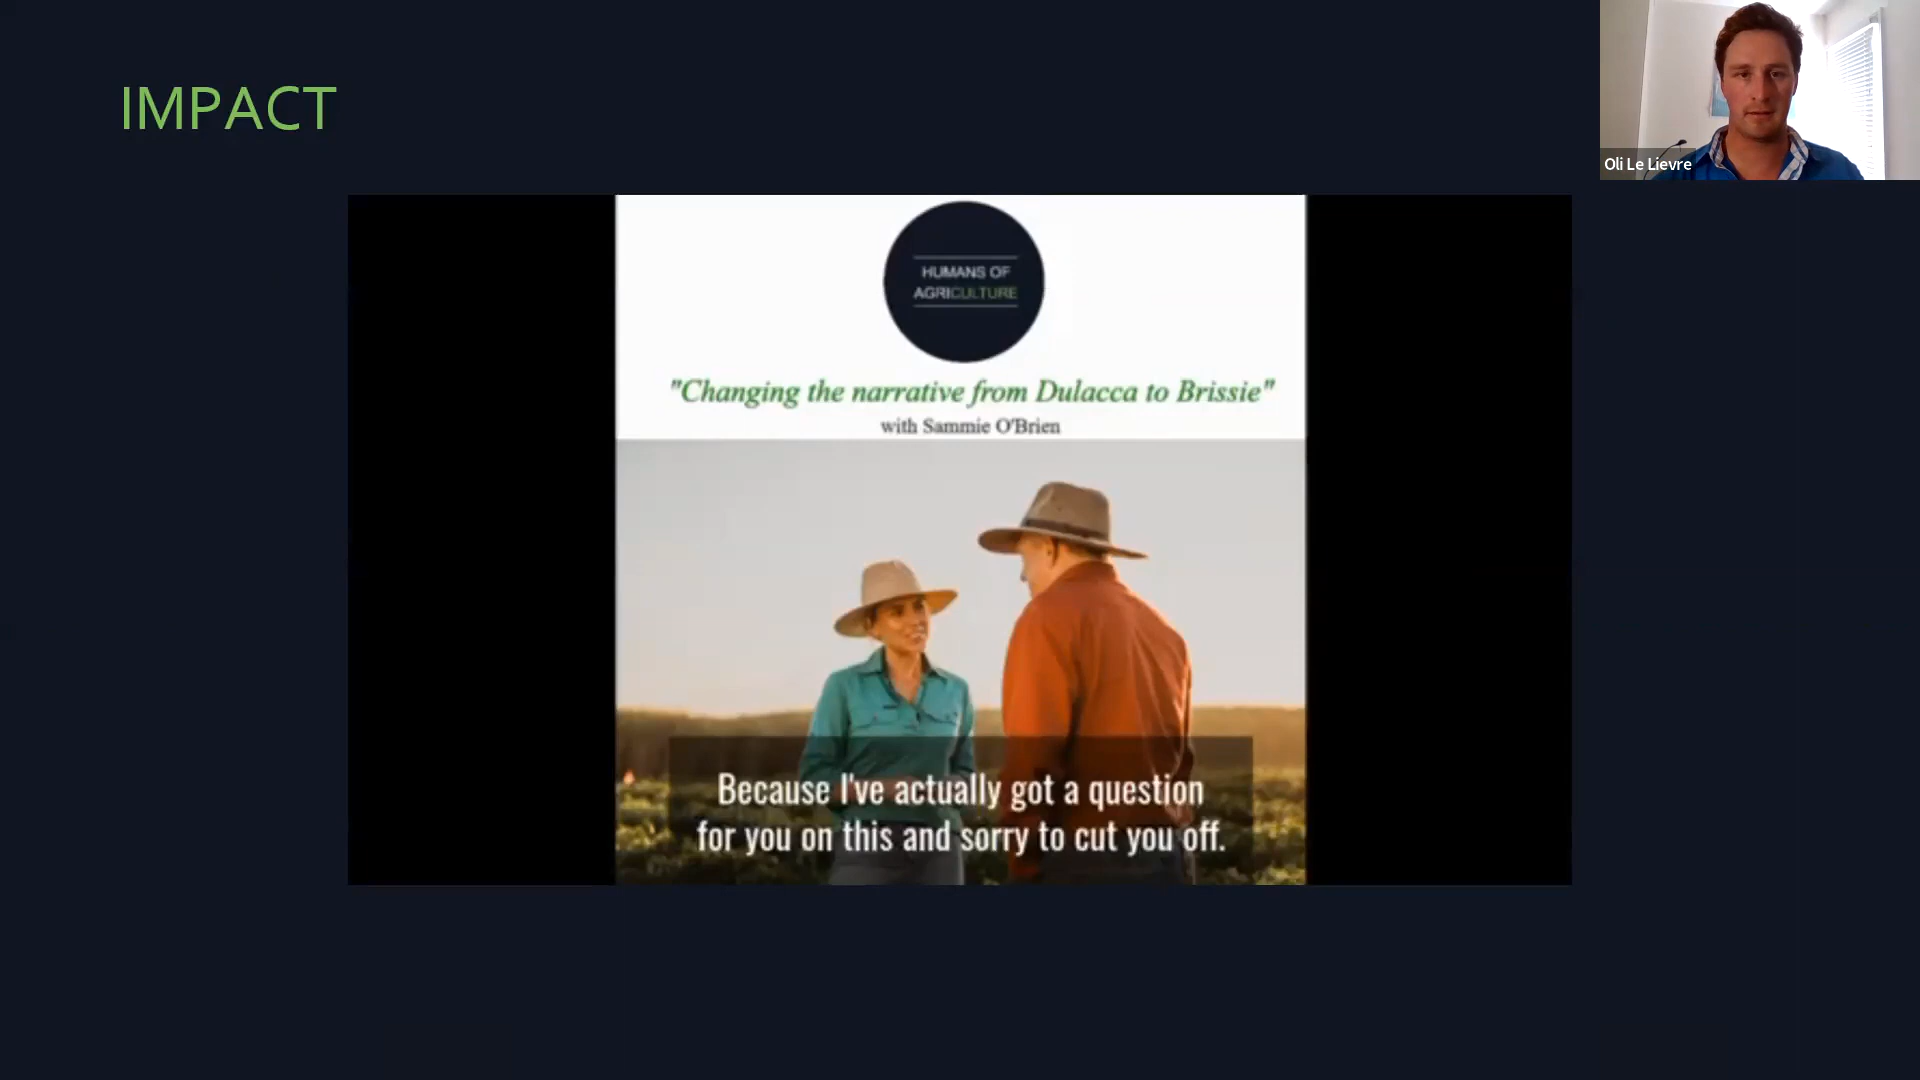 IMPACT
Oli Le Lievre
HUMANS OF
AGRICULTURE
"Changing the narrative from Dulacca to Brissie"
with Sammie O'Brien
Because I've actually got a question
for you on this and sorry to cut you off.